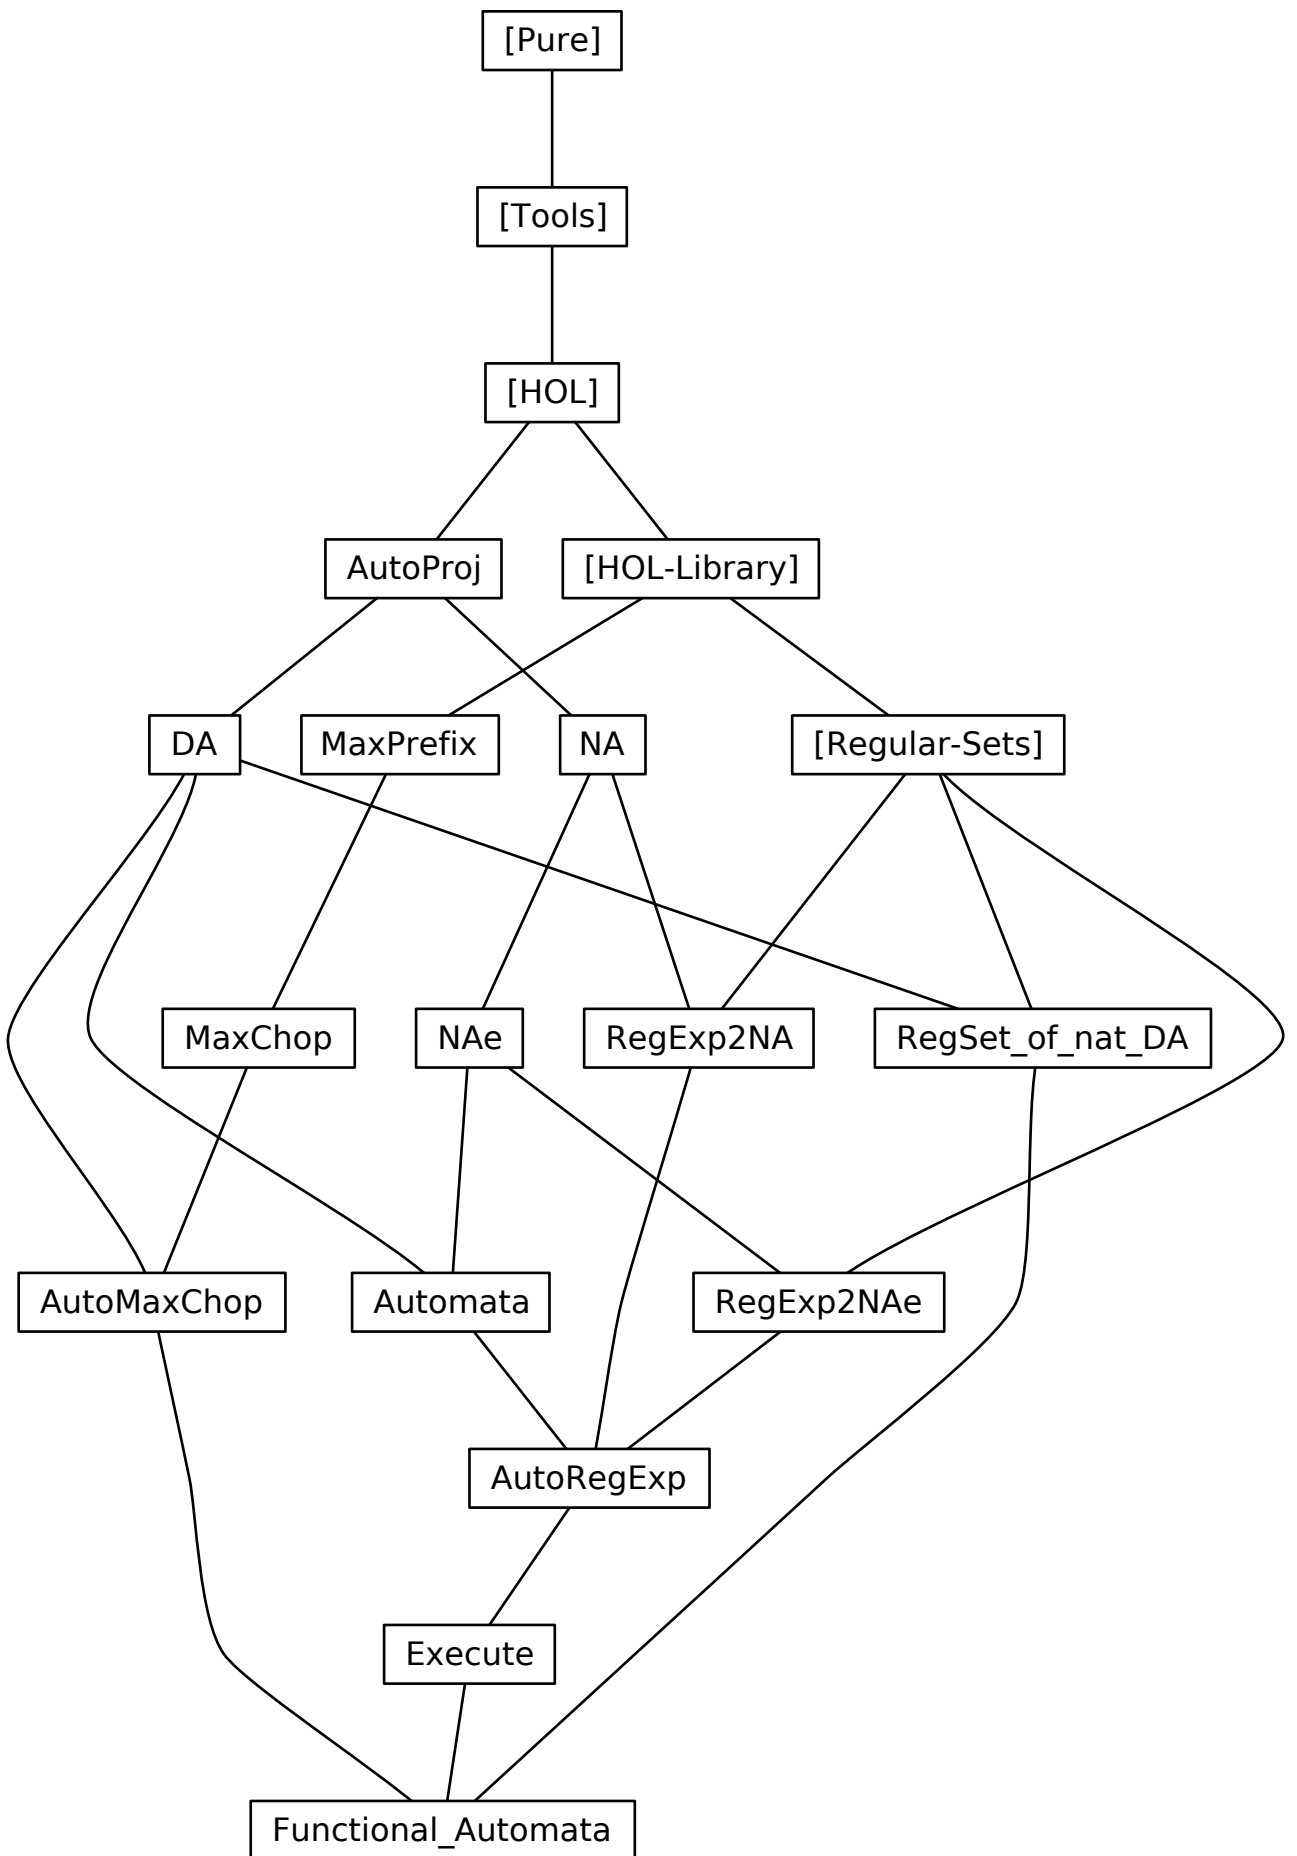 [Pure]
[Tools]
[HOL]
AutoProj
[HOL-Library]
DA
MaxPrefix
NA
[Regular-Sets]
MaxChop
NAe
RegExp2NA
RegSet_of_nat_DA
AutoMaxChop
Automata
RegExp2NAe
AutoRegExp
Execute
Functional_Automata